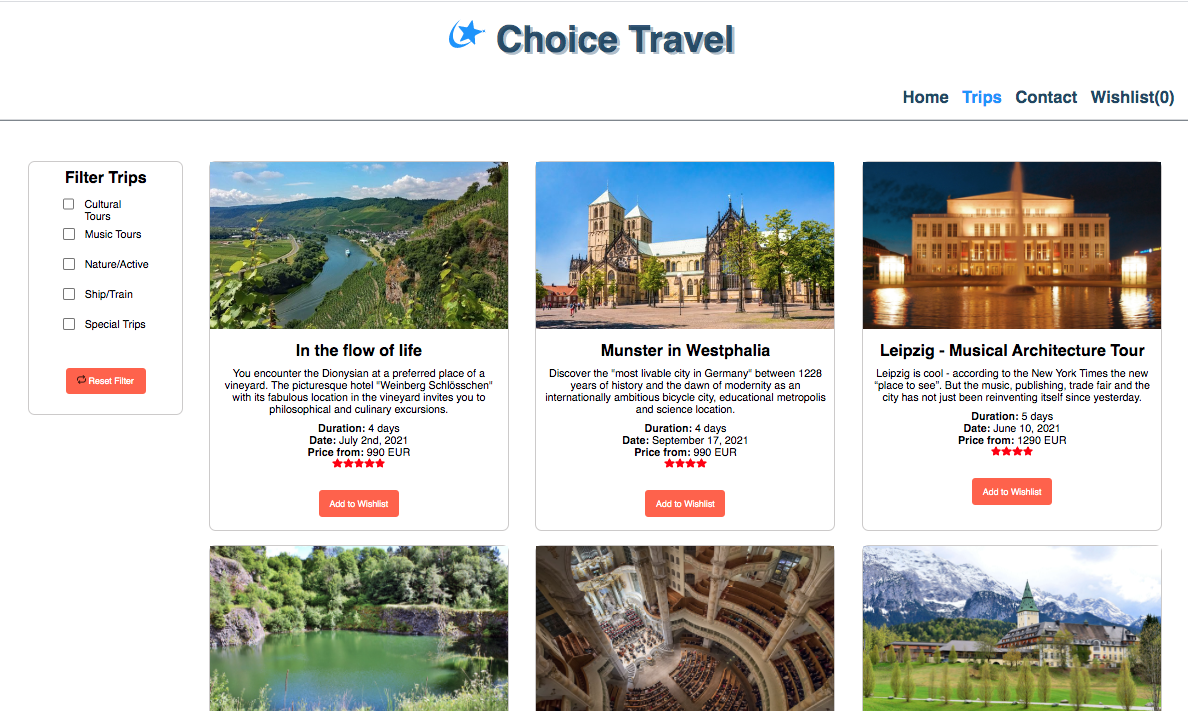 Choice Travel
Home Trips Contact Wishlist(0)
Filter Trips
Cultural
Tours
Music Tours
Nature/Active
Ship/Train
Special Trips
Reset Filter
In the flow of life
You encounter the Dionysian at a preferred place of a
vineyard. The picturesque hotel "Weinberg Schlösschen"
with its fabulous location in the vineyard invites you to
philosophical and culinary excursions.
Duration: 4 days
Date: July 2nd, 2021
Price from: 990 EUR
Add to Wishlist
Munster in Westphalia
Discover the "most livable city in Germany" between 1228
years of history and the dawn of modernity as an
internationally ambitious bicycle city, educational metropolis
and science location.
Duration: 4 days
Date: September 17, 2021
Price from: 990 EUR
Add to Wishlist
Leipzig - Musical Architecture Tour
Leipzig is cool - according to the New York Times the new
"place to see". But the music, publishing, trade fair and the
city has not just been reinventing itself since yesterday.
Duration: 5 days
Date: June 10, 2021
Price from: 1290 EUR
Add to Wishlist